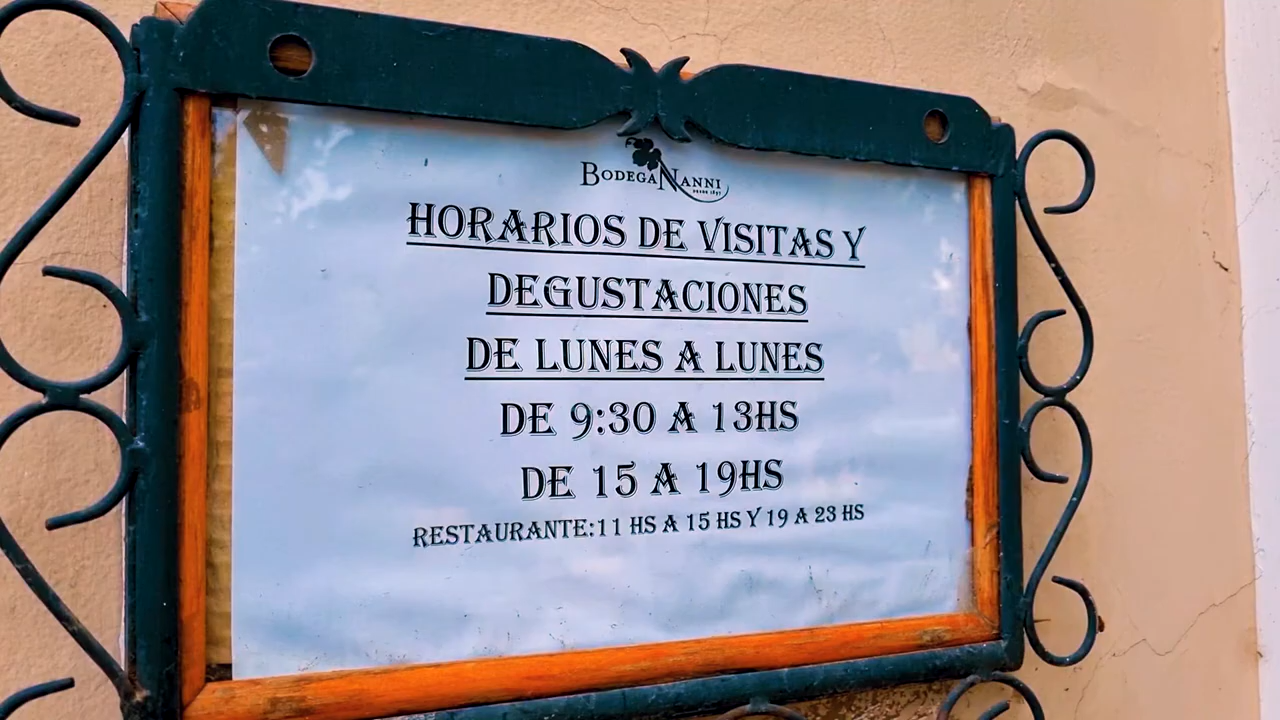 BODEGA NANNI
DESDE 1897
HORARIOS DE VISITAS Y
DEGUSTACIONES
DE LUNES A LUNES
DE 9:30 A 13HS
DE 15 A 19HS
RESTAURANTE:11 HS A 15 HS Y 19 A 23 HS